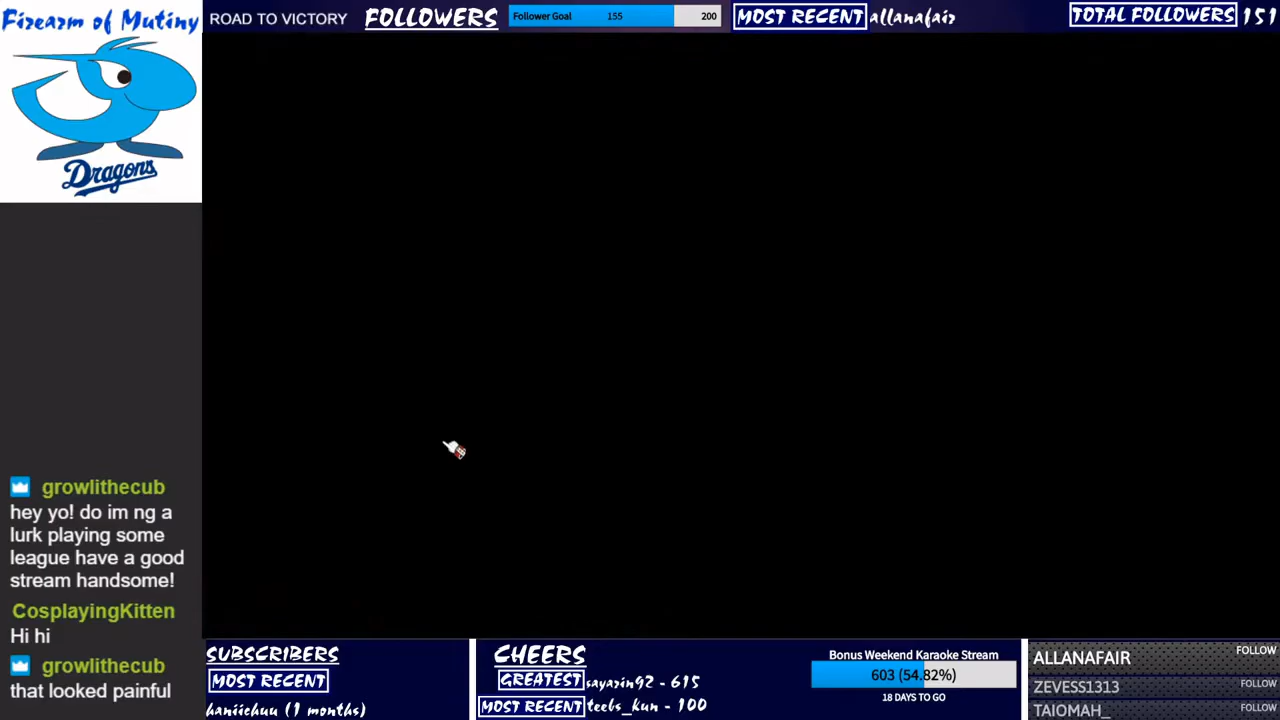 Firearm of Mutiny
Dragons
ROAD TO VICTORY
FOLLOWERS
Follower Goal 155 200
MOST RECENT allanafair
TOTAL FOLLOWERS 151
growlithecub
hey yo! do im ng a
lurk playing some
league have a good
stream handsome!
CosplayingKitten
Hi hi
growlithecub
that looked painful
SUBSCRIBERS
MOST RECENT
haniichuu (1 months)
CHEERS
GREATEST sayarin92 - 615
MOST RECENT teebs_kun - 100
Bonus Weekend Karaoke Stream
603 (54.82%)
18 DAYS TO GO
ALLANAFAIR FOLLOW
ZEVESS1313 FOLLOW
TAIOMAH_ FOLLOW